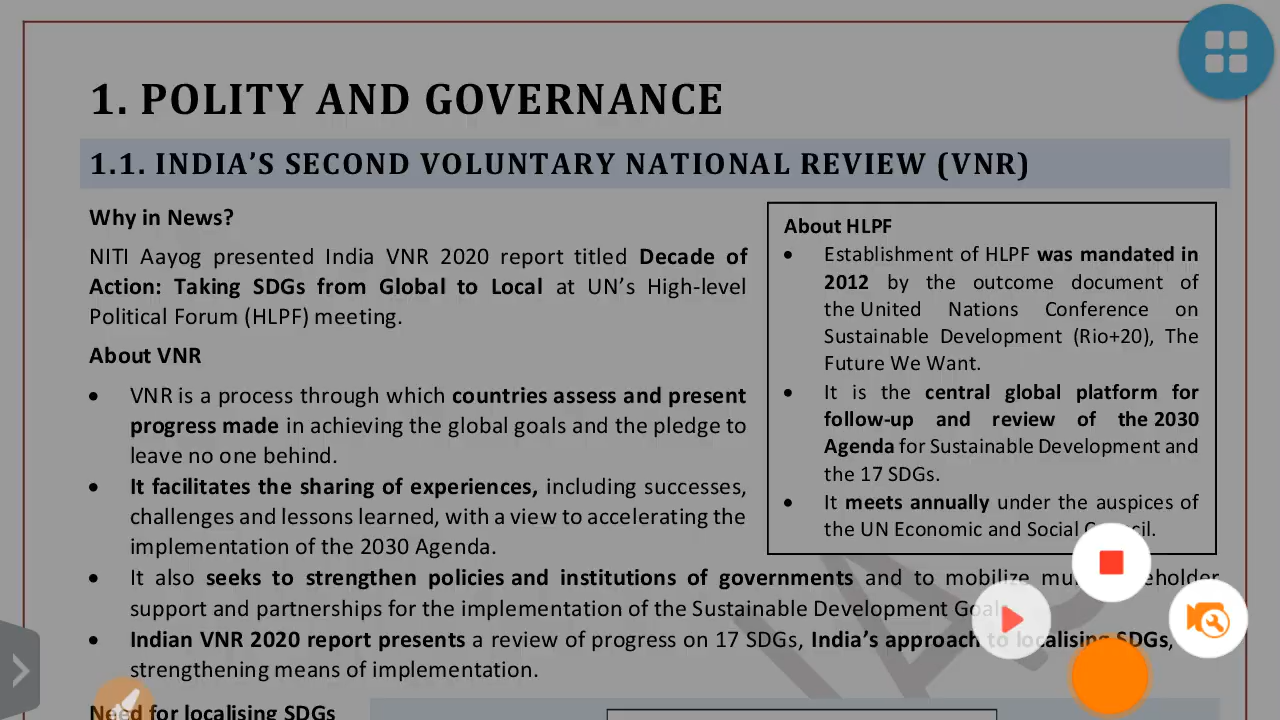 1. POLITY AND GOVERNANCE
1.1. INDIA’S SECOND VOLUNTARY NATIONAL REVIEW (VNR)
Why in News?
NITI Aayog presented India VNR 2020 report titled Decade of
Action: Taking SDGs from Global to Local at UN’s High-level
Political Forum (HLPF) meeting.
About VNR
• VNR is a process through which countries assess and present
progress made in achieving the global goals and the pledge to
leave no one behind.
• It facilitates the sharing of experiences, including successes,
challenges and lessons learned, with a view to accelerating the
implementation of the 2030 Agenda.
About HLPF
• Establishment of HLPF was mandated in
2012 by the outcome document of
the United Nations Conference on
Sustainable Development (Rio+20), The
Future We Want.
• It is the central global platform for
follow-up and review of the 2030
Agenda for Sustainable Development and
the 17 SDGs.
• It meets annually under the auspices of
the UN Economic and Social
• It also seeks to strengthen policies and institutions of governments and to mobilize
support and partnerships for the implementation of the Sustainable Development
• Indian VNR 2020 report presents a review of progress on 17 SDGs, India’s approach to localising SDGs,
strengthening means of implementation.
Need for localising SDGs